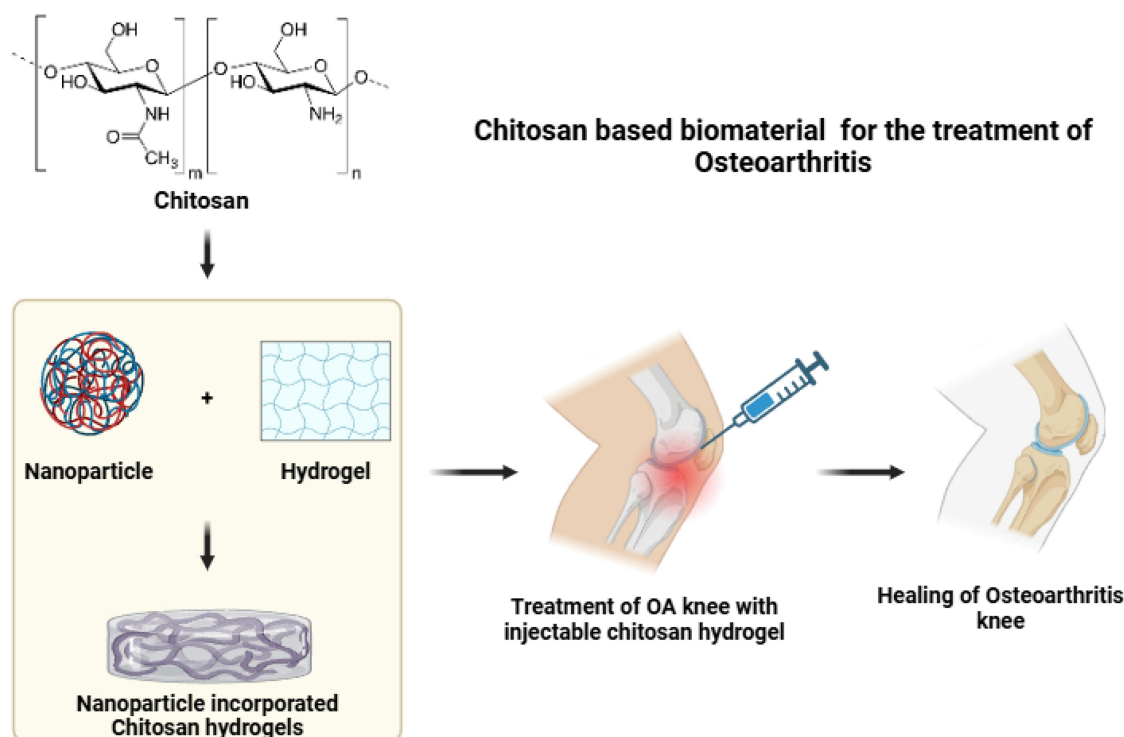 OH
OH
O
O
O
O
O
HO
HO
NH
NH₂
O
CH₃
m
n
Chitosan
Chitosan based biomaterial for the treatment of
Osteoarthritis
+
Nanoparticle
Hydrogel
Nanoparticle incorporated
Chitosan hydrogels
Treatment of OA knee with
injectable chitosan hydrogel
Healing of Osteoarthritis
knee